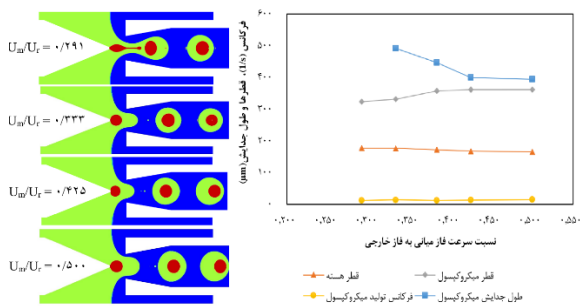 Um/Ur = ۰/۲۹۱
Um/Ur = ۰/۳۳۳
Um/Ur = ۰/۴۲۵
Um/Ur = ۰/۵۰۰
فرکانس (1/s)، قطرها و طول جدایش (µm)
۶۰۰
۵۰۰
۴۰۰
۳۰۰
۲۰۰
۱۰۰
۰
۰,۲۰۰ ۰,۲۵۰ ۰,۳۰۰ ۰,۳۵۰ ۰,۴۰۰ ۰,۴۵۰ ۰,۵۰۰ ۰,۵۵۰
نسبت سرعت فاز میانی به فاز خارجی
قطر هسته
قطر میکروکپسول
فرکانس تولید میکروکپسول
طول جدایش میکروکپسول